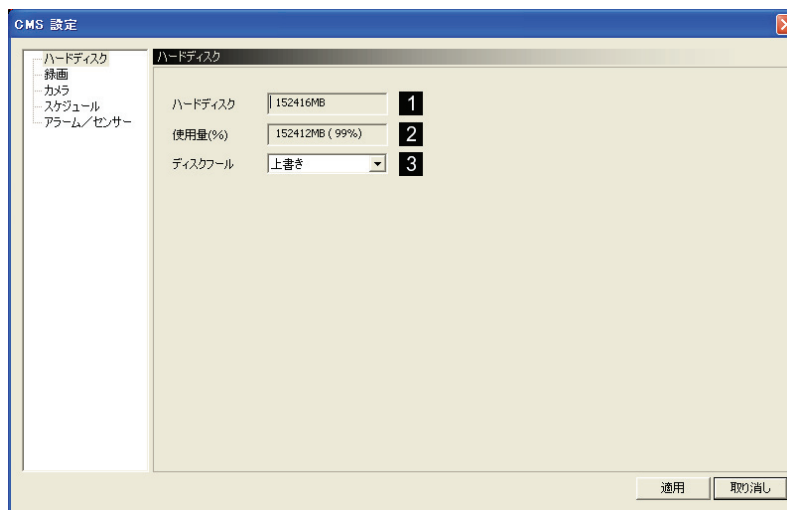 CMS 設定
ハードディスク
録画
カメラ
スケジュール
アラーム／センサー
ハードディスク
ハードディスク 152416MB 1
使用量(%) 152412MB ( 99%) 2
ディスクフール 上書き 3
適用 取り消し